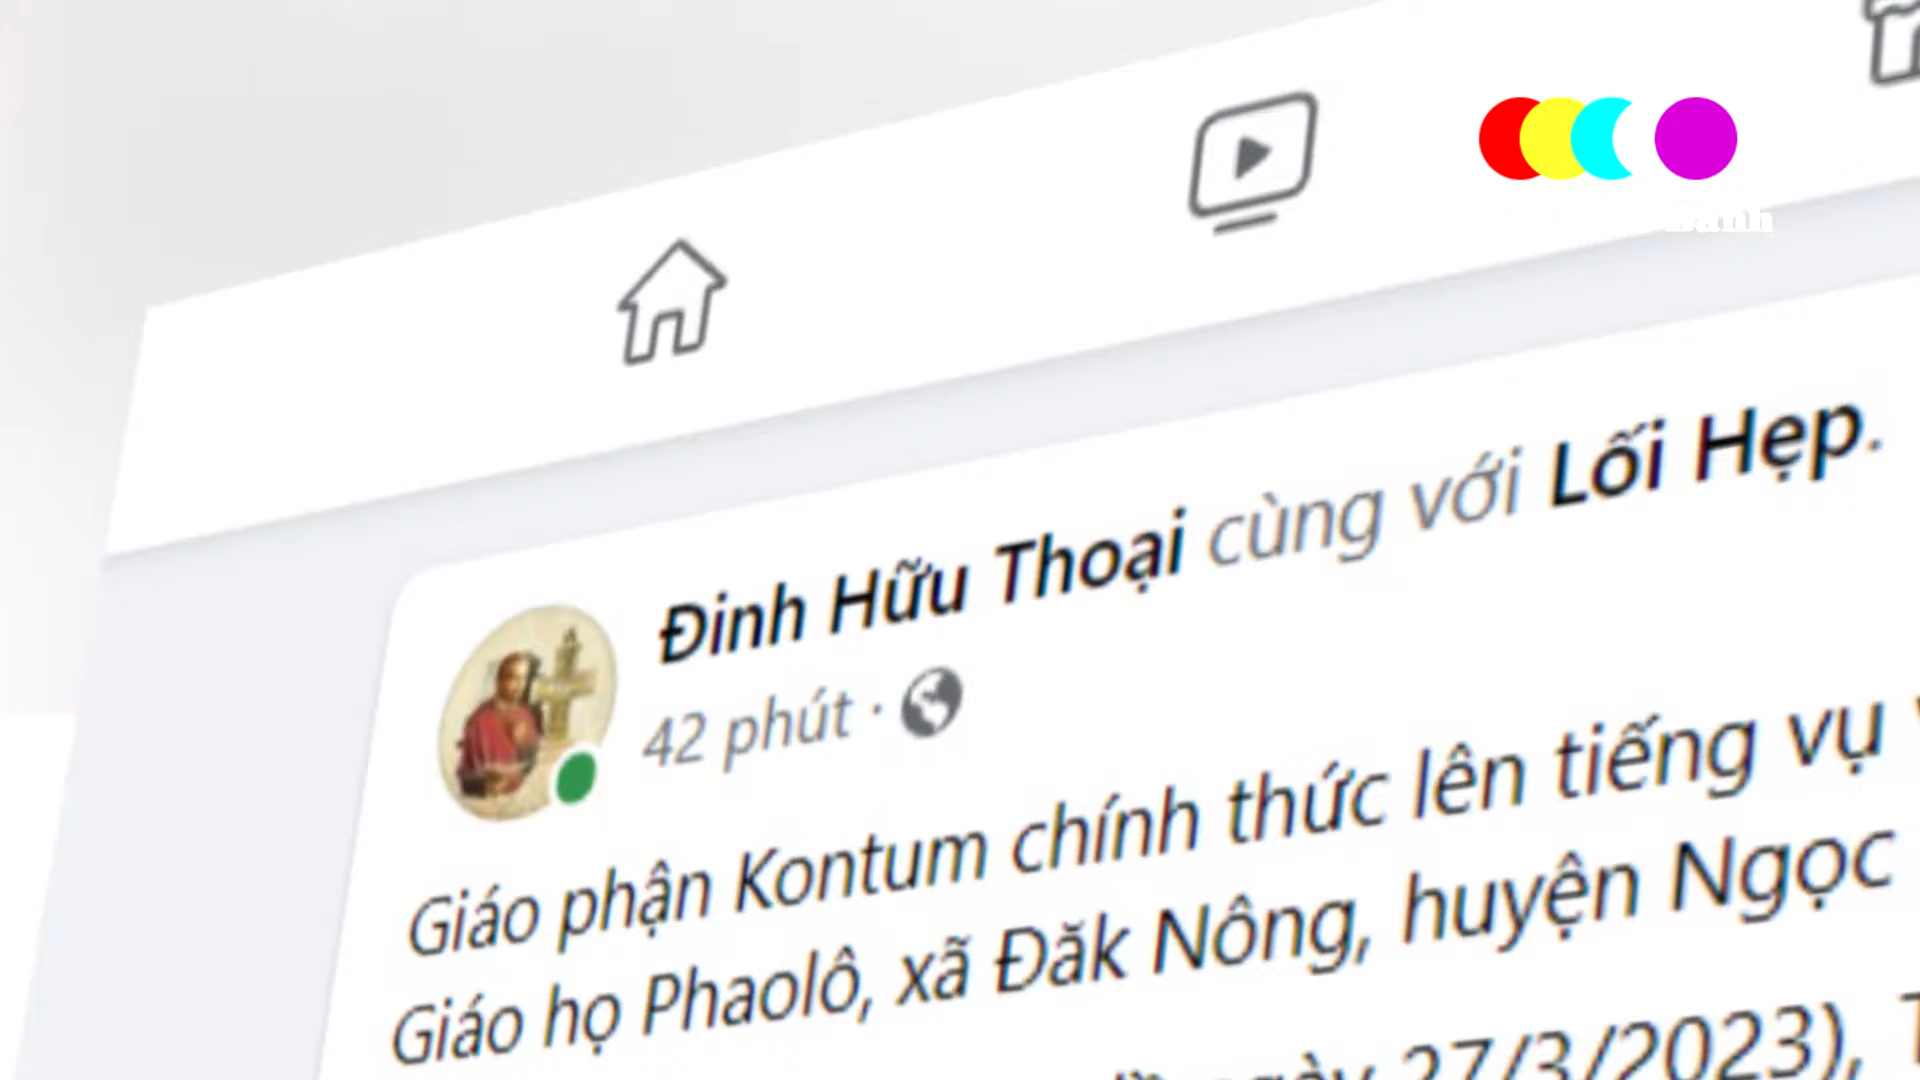 Đinh Hữu Thoại cùng với Lối Hẹp.
42 phút ·
Giáo phận Kontum chính thức lên tiếng vụ
Giáo họ Phaolô, xã Đăk Nông, huyện Ngọc
27/3/2023),